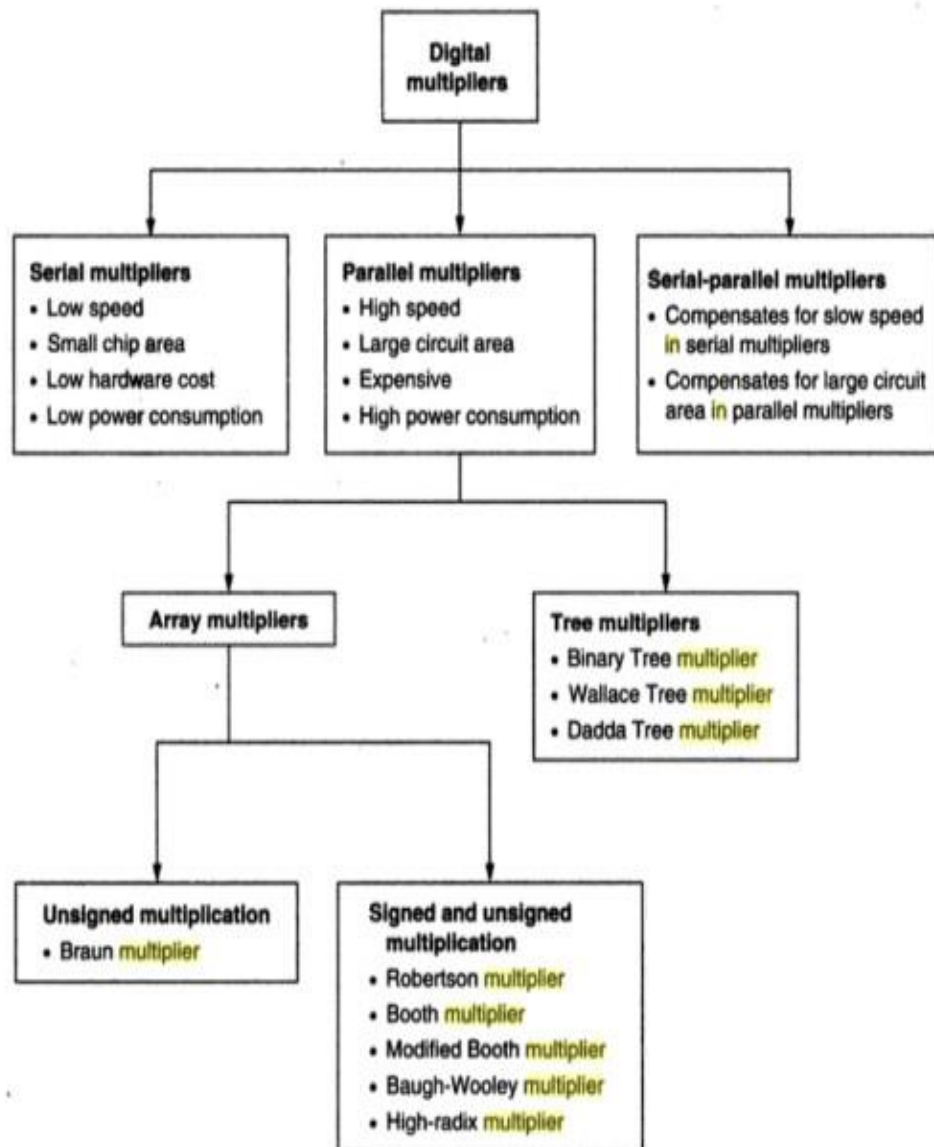 Digital
multipliers
Serial multipliers
• Low speed
• Small chip area
• Low hardware cost
• Low power consumption
Parallel multipliers
• High speed
• Large circuit area
• Expensive
• High power consumption
Serial-parallel multipliers
• Compensates for slow speed
in serial multipliers
• Compensates for large circuit
area in parallel multipliers
Array multipliers
Tree multipliers
• Binary Tree multiplier
• Wallace Tree multiplier
• Dadda Tree multiplier
Unsigned multiplication
• Braun multiplier
Signed and unsigned
multiplication
• Robertson multiplier
• Booth multiplier
• Modified Booth multiplier
• Baugh-Wooley multiplier
• High-radix multiplier